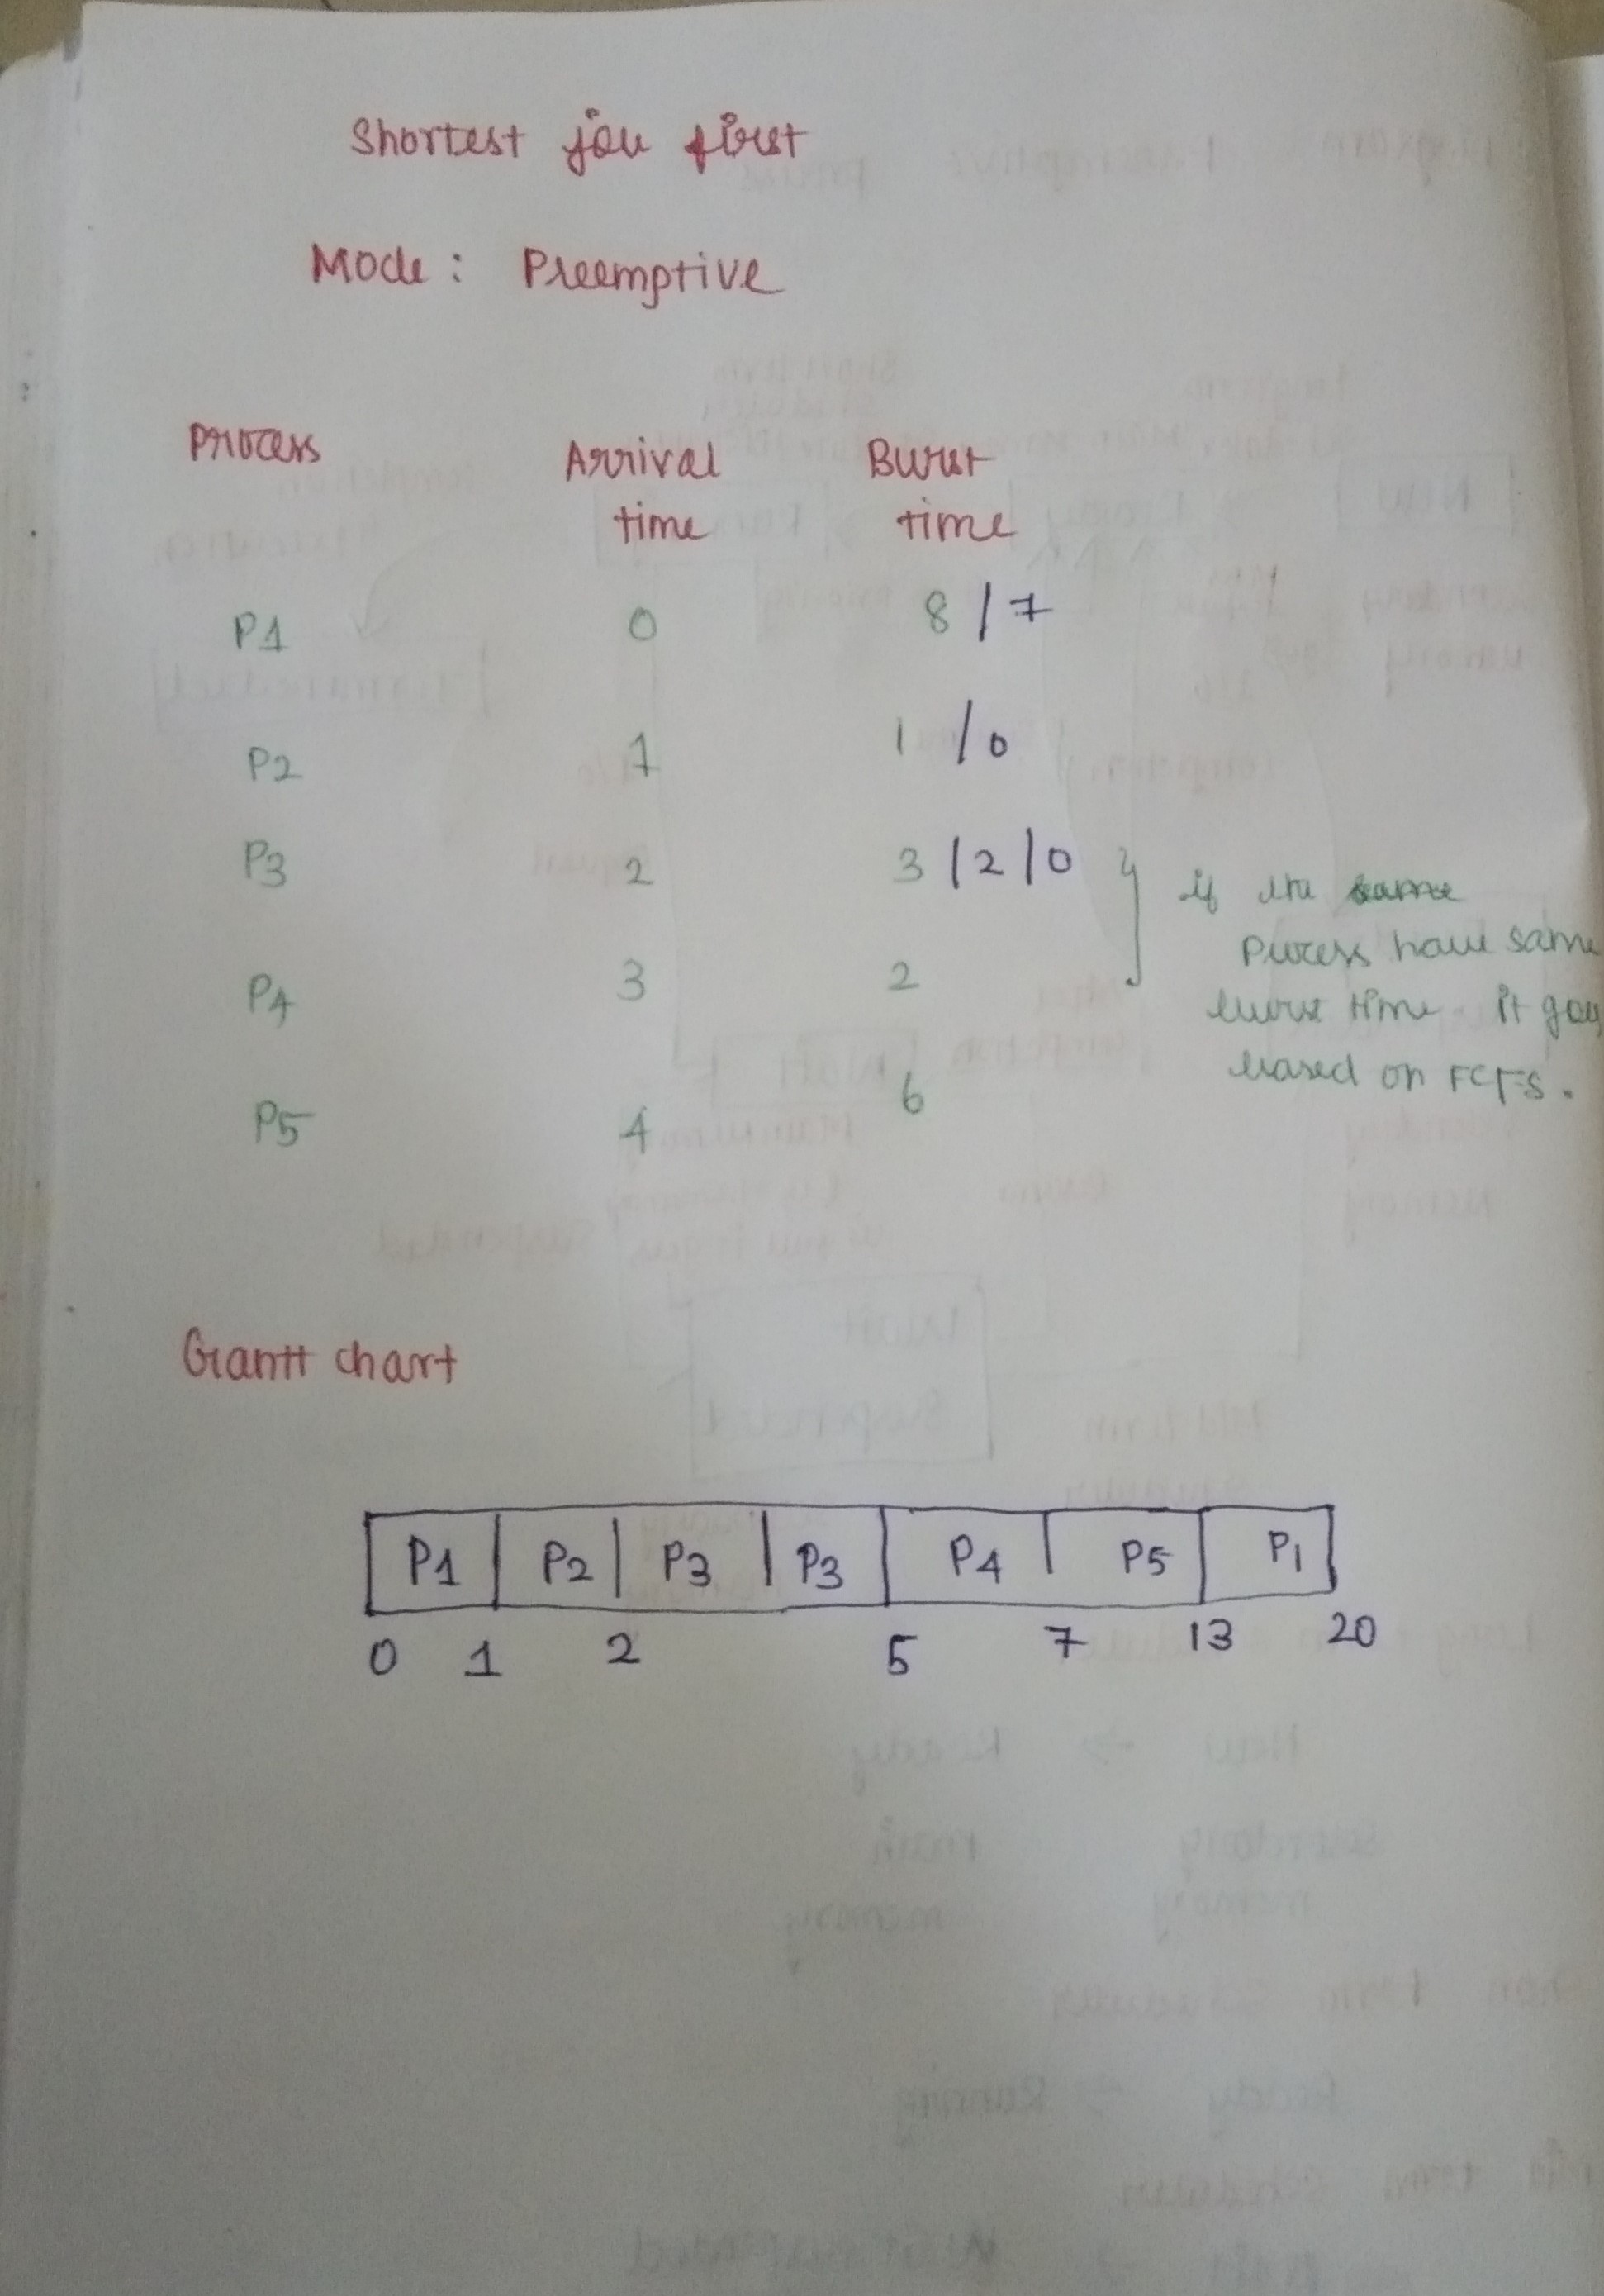 Shortest job first
Mode : Preemptive
Process Arrival time Burst time
P1 0 8 / 7
P2 1 1 / 0
P3 2 3 / 2 / 0
P4 3 2
P5 4 6
if the same
Process have same
burst time it goes
based on FCFS.
Gantt chart
P1 P2 P3 P3 P4 P5 P1
0 1 2 5 7 13 20